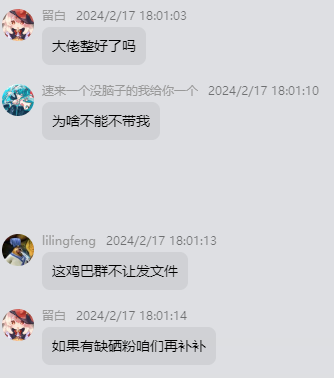 留白 2024/2/17 18:01:03
大佬整好了吗
速来一个没脑子的我给你一个 2024/2/17 18:01:10
为啥不能不带我
lilingfeng 2024/2/17 18:01:13
这鸡巴群不让发文件
留白 2024/2/17 18:01:14
如果有缺硒粉咱们再补补